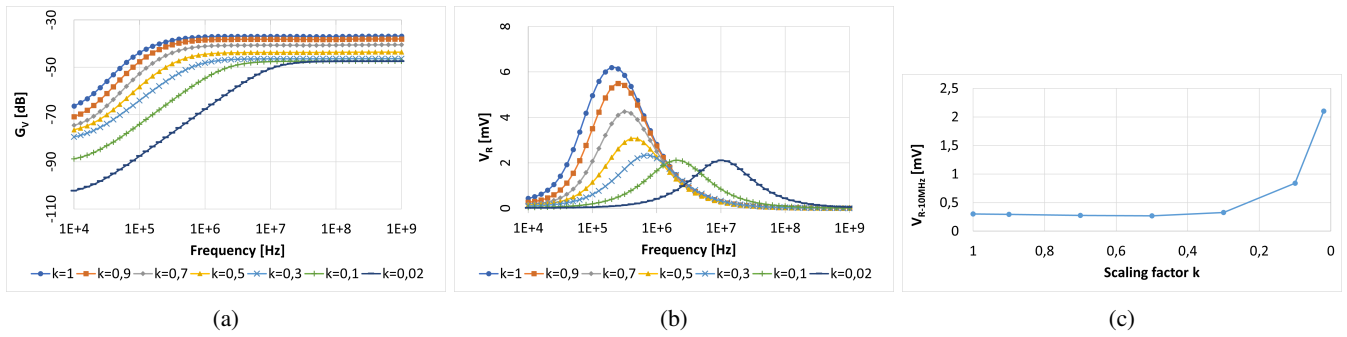 -30
-50
-70
-90
-110
G_V [dB]
1E+4 1E+5 1E+6 1E+7 1E+8 1E+9
Frequency [Hz]
k=1 k=0,9 k=0,7 k=0,5 k=0,3 k=0,1 k=0,02
(a)
8
6
4
2
0
V_R [mV]
1E+4 1E+5 1E+6 1E+7 1E+8 1E+9
Frequency [Hz]
k=1 k=0,9 k=0,7 k=0,5 k=0,3 k=0,1 k=0,02
(b)
2,5
2
1,5
1
0,5
0
V_R-10MHz [mV]
1 0,8 0,6 0,4 0,2 0
Scaling factor k
(c)